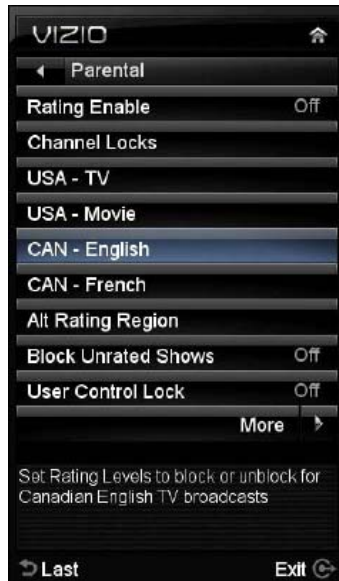 VIZIO
Parental
Rating Enable Off
Channel Locks
USA - TV
USA - Movie
CAN - English
CAN - French
Alt Rating Region
Block Unrated Shows Off
User Control Lock Off
More
Set Rating Levels to block or unblock for
Canadian English TV broadcasts
Last Exit